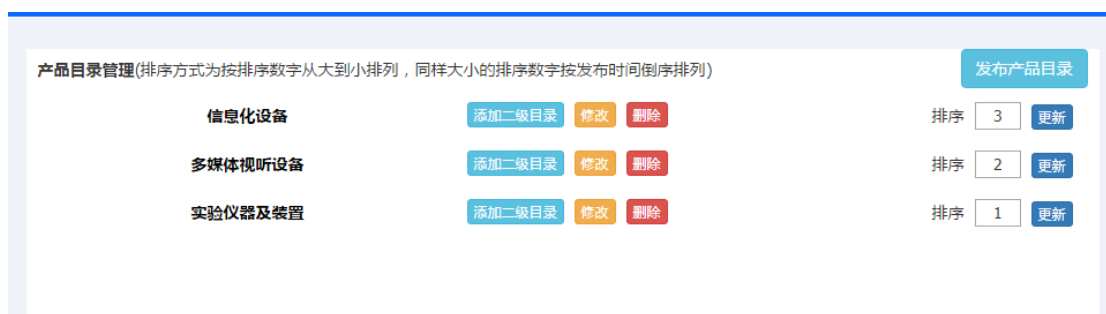 产品目录管理(排序方式为按排序数字从大到小排列，同样大小的排序数字按发布时间倒序排列) 发布产品目录
信息化设备 添加二级目录 修改 删除 排序 3 更新
多媒体视听设备 添加二级目录 修改 删除 排序 2 更新
实验仪器及装置 添加二级目录 修改 删除 排序 1 更新